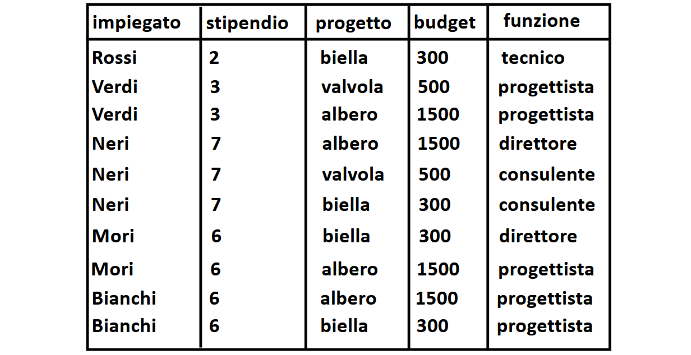 impiegato stipendio progetto budget funzione
Rossi 2 biella 300 tecnico
Verdi 3 valvola 500 progettista
Verdi 3 albero 1500 progettista
Neri 7 albero 1500 direttore
Neri 7 valvola 500 consulente
Neri 7 biella 300 consulente
Mori 6 biella 300 direttore
Mori 6 albero 1500 progettista
Bianchi 6 albero 1500 progettista
Bianchi 6 biella 300 progettista